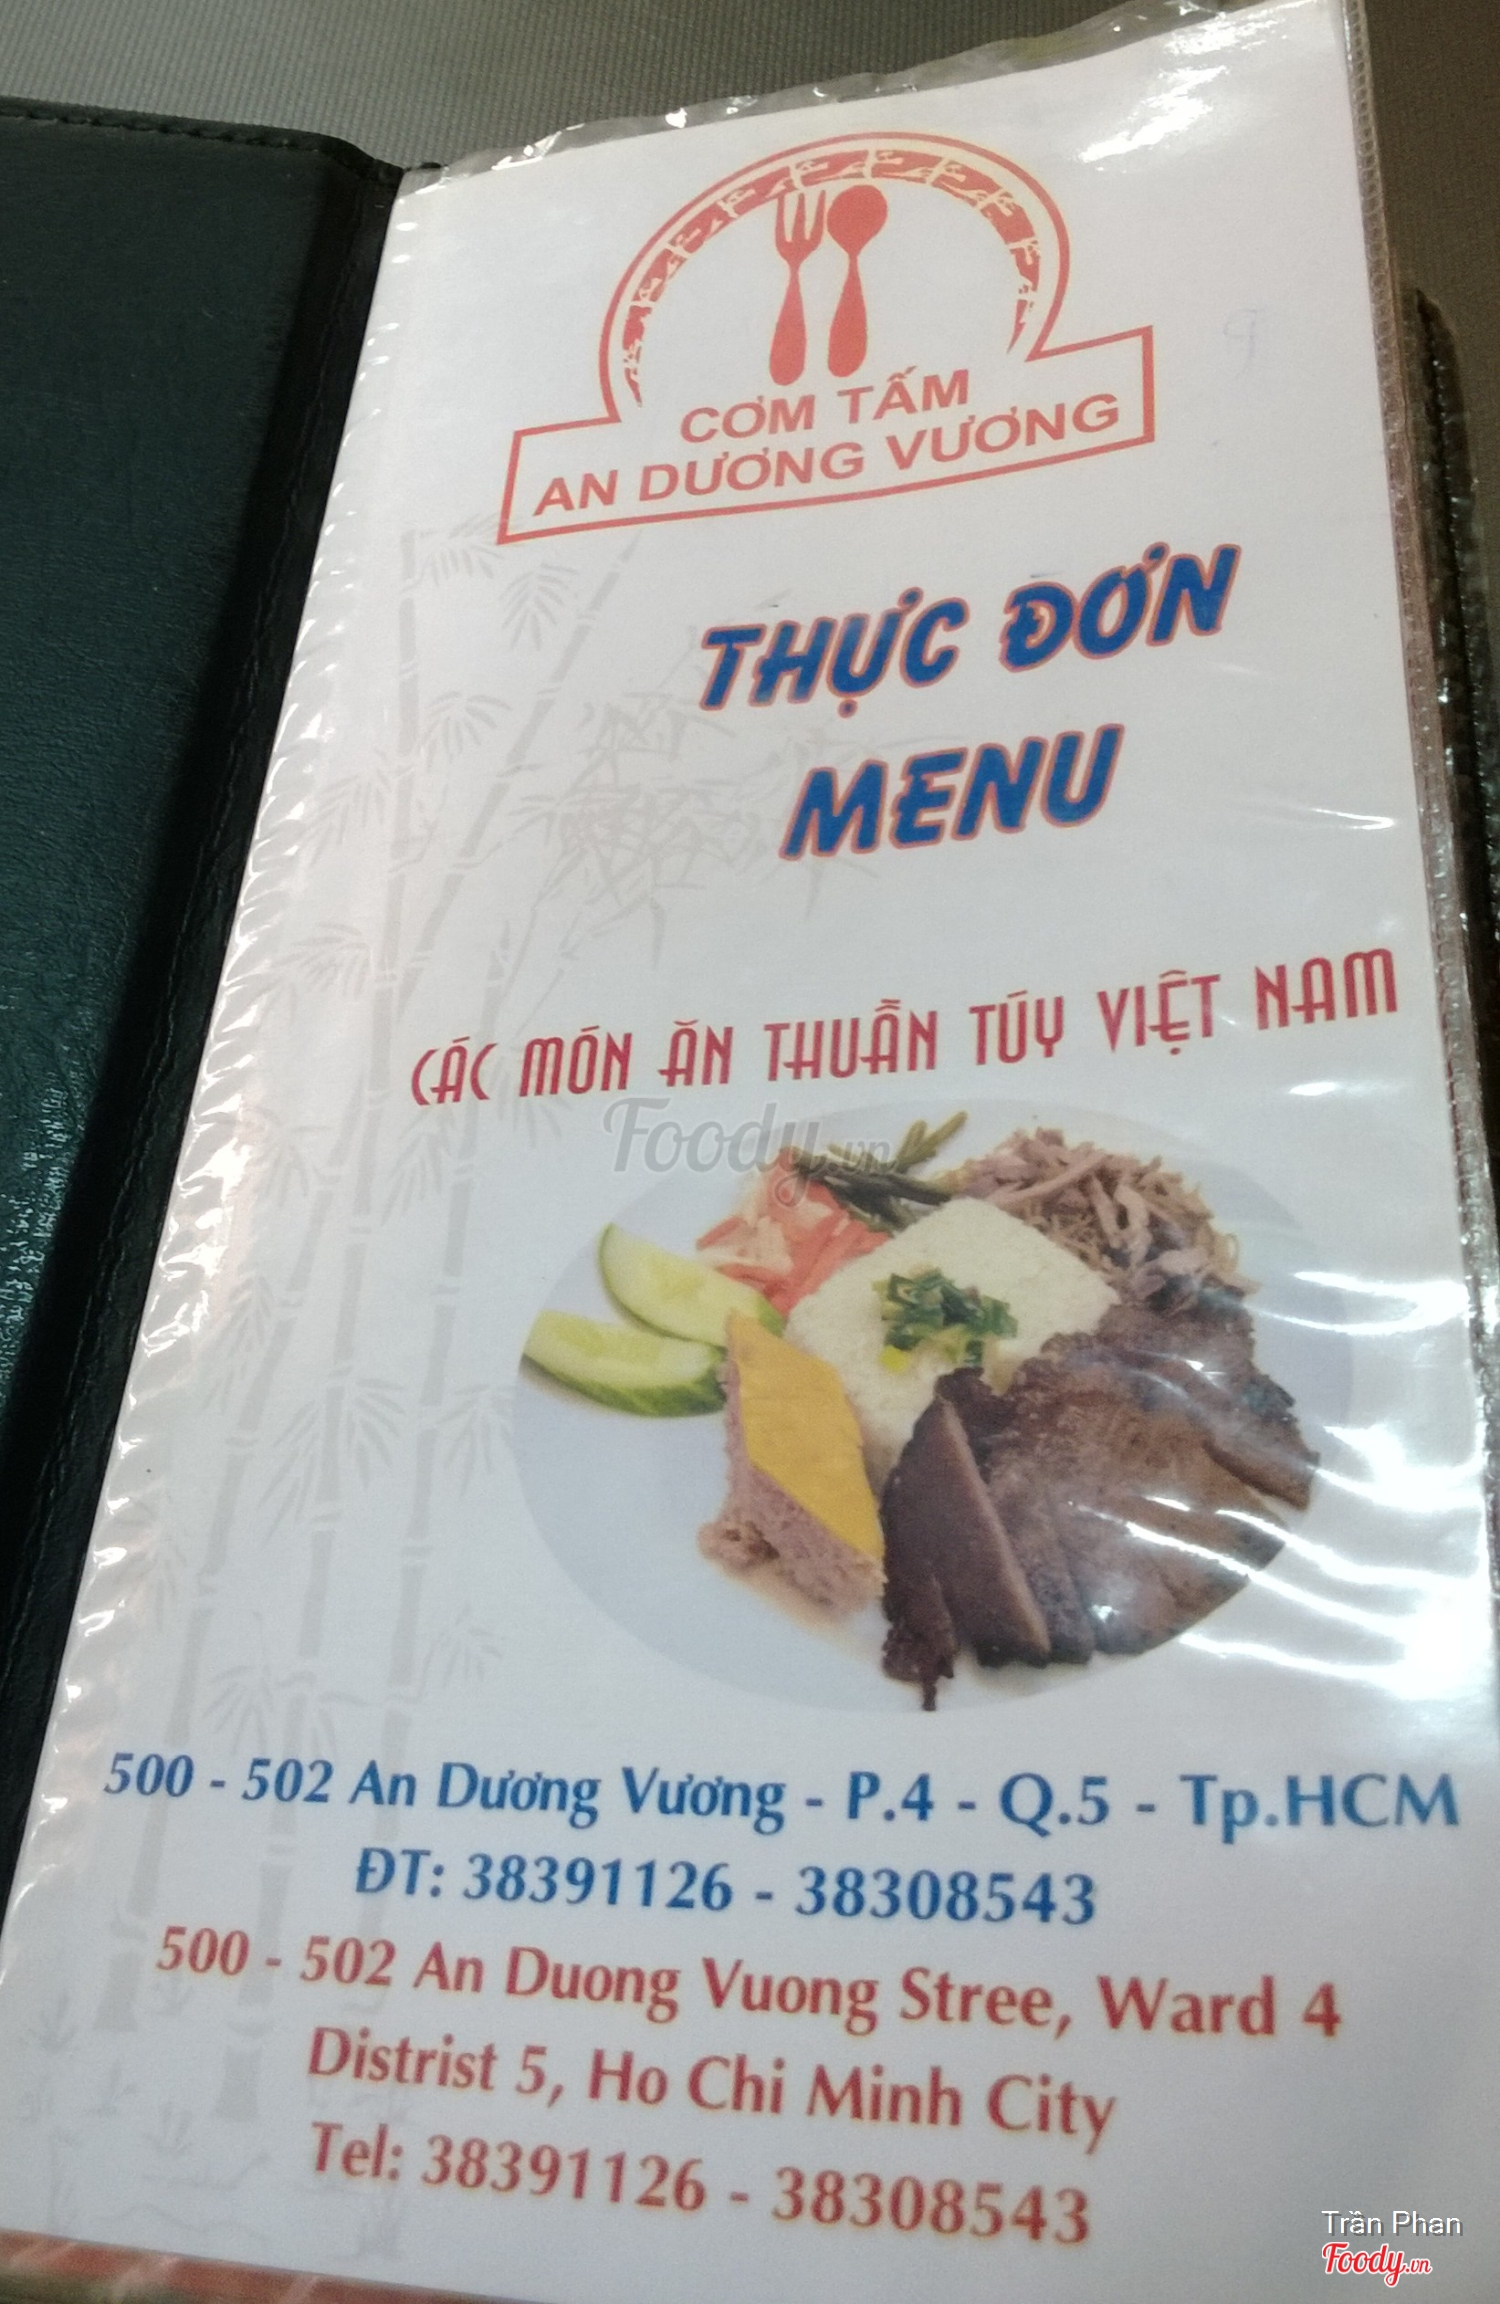 CƠM TẤM
AN DƯƠNG VƯƠNG
THỰC ĐƠN
MENU
CÁC MÓN ĂN THUẦN TÚY VIỆT NAM
Foody.vn
500 - 502 An Dương Vương - P.4 - Q.5 - Tp.HCM
ĐT: 38391126 - 38308543
500 - 502 An Duong Vuong Stree, Ward 4
Distrist 5, Ho Chi Minh City
Tel: 38391126 - 38308543
Trần Phan
Foody.vn